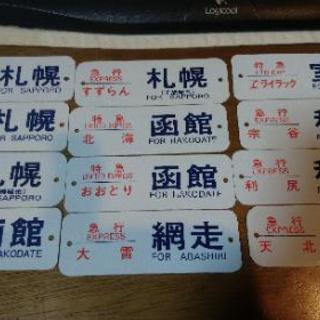 Logicool
札幌
FOR SAPPORO
急行
すずらん
札幌
FOR SAPPORO
特急
エライラック
札幌
FOR SAPPORO
特急
LIMITED EXPRESS
北海
函館
FOR HAKODATE
急行
EXPRESS
宗谷
札幌
SAPPORO
特急
LIMITED EXPRESS
おおとり
函館
FOR HAKODATE
急行
EXPRESS
利尻
函館
HAKODATE
急行
EXPRESS
大雪
網走
FOR ABASHIRI
急行
EXPRESS
天北